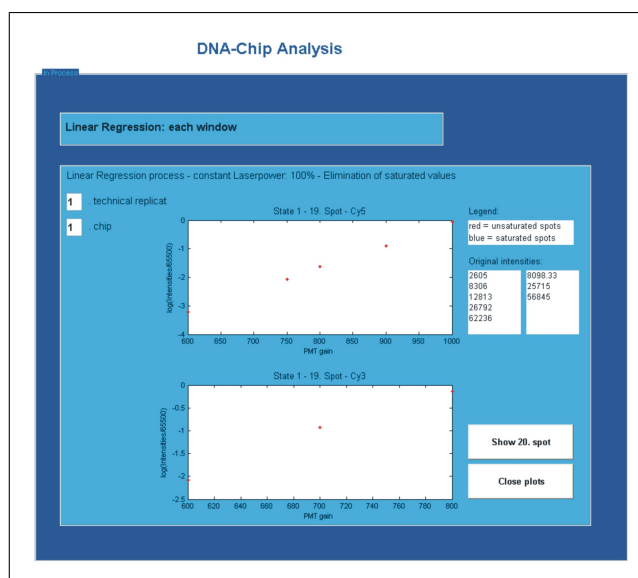 DNA-Chip Analysis
In Process
Linear Regression: each window
Linear Regression process - constant Laserpower: 100% - Elimination of saturated values
1 . technical replicat
1 . chip
State 1 - 19. Spot - Cy5
0
-1
-2
-3
-4
log(Intensities/65500)
600 650 700 750 800 850 900 950 1000
PMT gain
Legend:
red = unsaturated spots
blue = saturated spots
Original intensities:
2605
8306
12813
26792
62236
8098.33
25715
56845
State 1 - 19. Spot - Cy3
0
-0.5
-1
-1.5
-2
-2.5
log(Intensities/65500)
600 620 640 660 680 700 720 740 760 780 800
PMT gain
Show 20. spot
Close plots